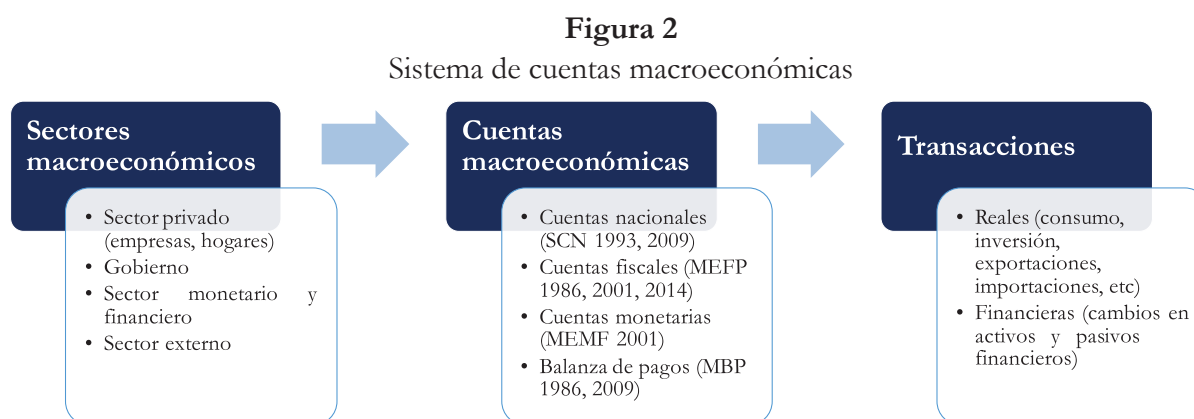 Figura 2
Sistema de cuentas macroeconómicas
Sectores
macroeconómicos
• Sector privado
(empresas, hogares)
• Gobierno
• Sector monetario y
financiero
• Sector externo
Cuentas
macroeconómicas
• Cuentas nacionales
(SCN 1993, 2009)
• Cuentas fiscales (MEFP
1986, 2001, 2014)
• Cuentas monetarias
(MEMF 2001)
• Balanza de pagos (MBP
1986, 2009)
Transacciones
• Reales (consumo,
inversión,
exportaciones,
importaciones, etc)
• Financieras (cambios en
activos y pasivos
financieros)